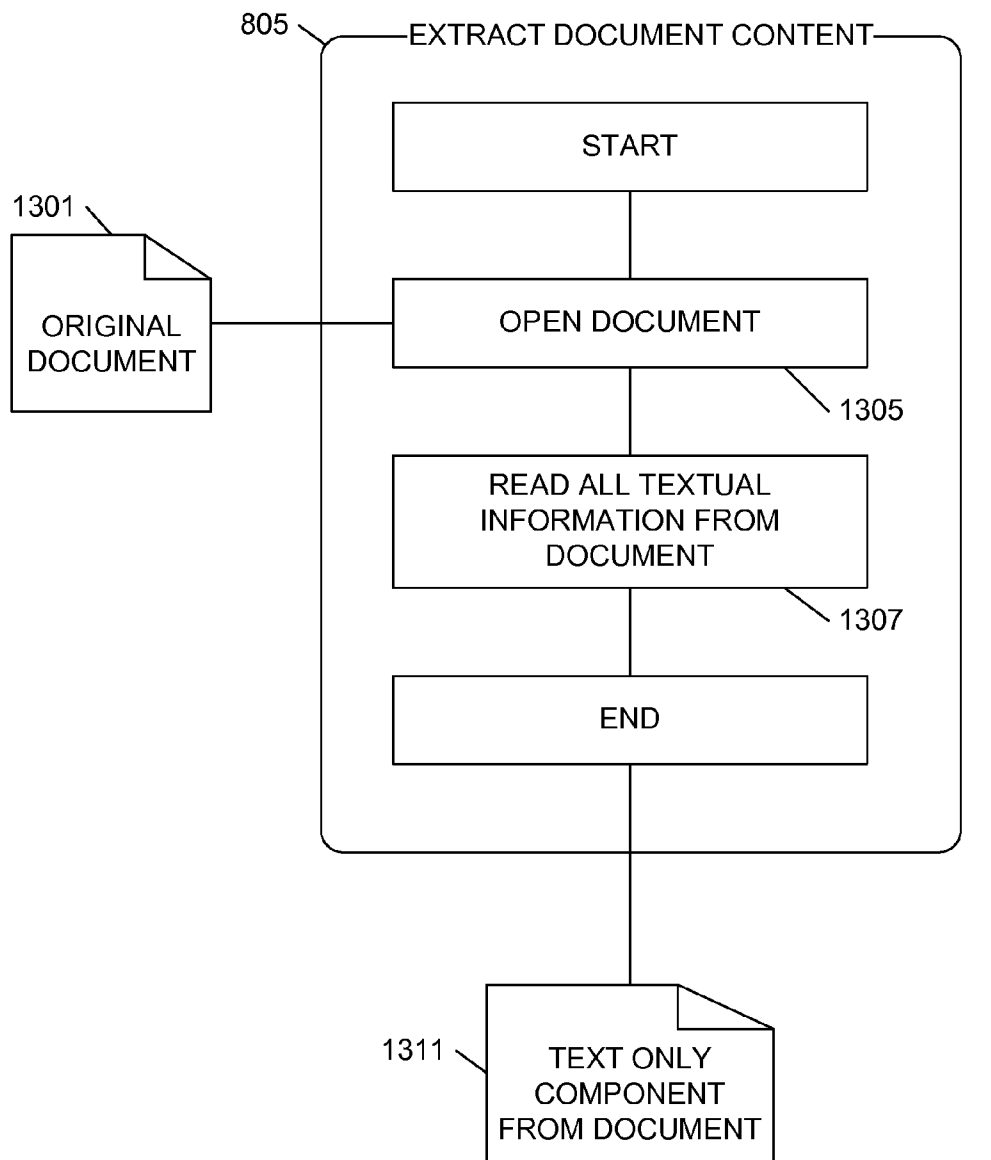 805
EXTRACT DOCUMENT CONTENT
START
1301
ORIGINAL
DOCUMENT
OPEN DOCUMENT
1305
READ ALL TEXTUAL
INFORMATION FROM
DOCUMENT
1307
END
1311
TEXT ONLY
COMPONENT
FROM DOCUMENT